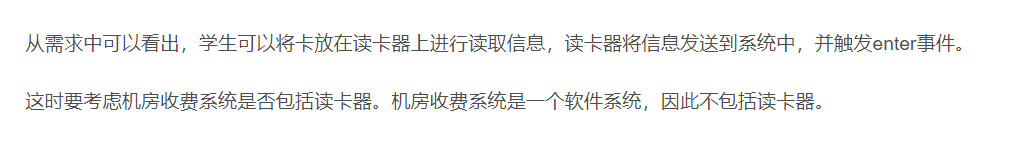 从需求中可以看出，学生可以将卡放在读卡器上进行读取信息，读卡器将信息发送到系统中，并触发enter事件。
这时要考虑机房收费系统是否包括读卡器。机房收费系统是一个软件系统，因此不包括读卡器。